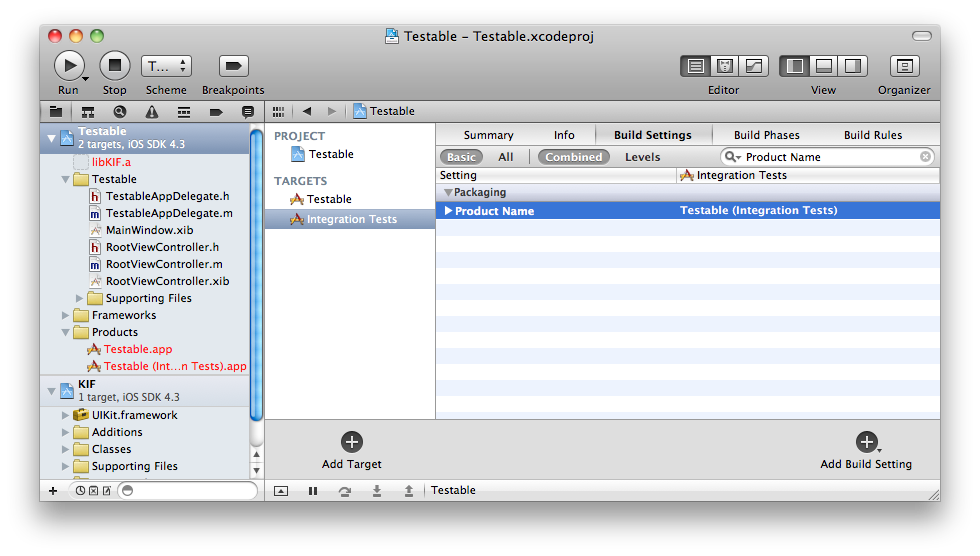 Testable – Testable.xcodeproj
T...
Run Stop Scheme Breakpoints Editor View Organizer
Testable
Testable
2 targets, iOS SDK 4.3
libKIF.a
Testable
TestableAppDelegate.h
TestableAppDelegate.m
MainWindow.xib
RootViewController.h
RootViewController.m
RootViewController.xib
Supporting Files
Frameworks
Products
Testable.app
Testable (Int...n Tests).app
KIF
1 target, iOS SDK 4.3
UIKit.framework
Additions
Classes
Supporting Files
PROJECT
Testable
TARGETS
Testable
Integration Tests
Summary Info Build Settings Build Phases Build Rules
Basic All Combined Levels Product Name
Setting Integration Tests
Packaging
Product Name Testable (Integration Tests)
Add Target Add Build Setting
Testable